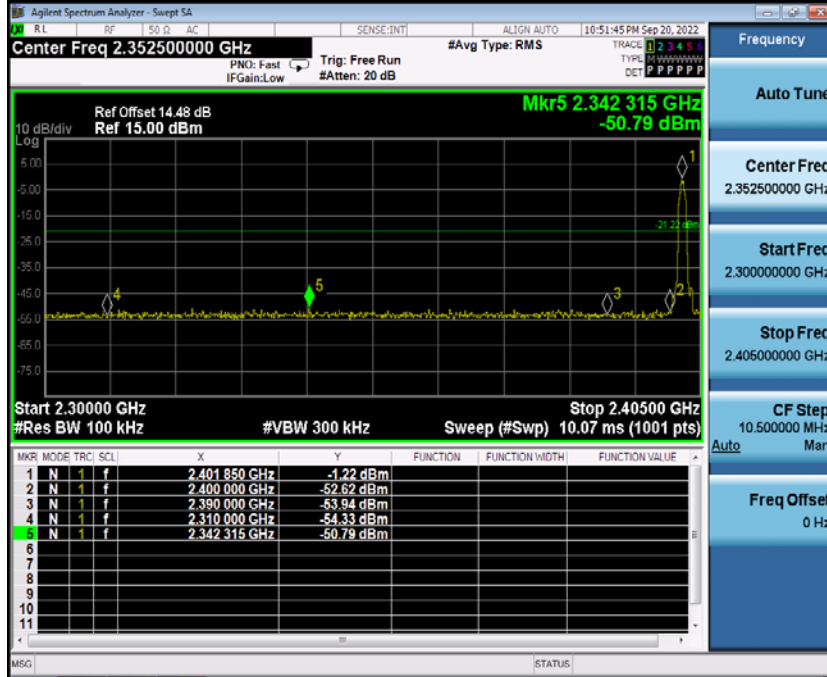 Agilent Spectrum Analyzer - Swept SA
RL RF 50 Ω AC SENSE:INT ALIGN AUTO 10:51:45 PM Sep 20, 2022
Center Freq 2.352500000 GHz
#Avg Type: RMS
TRACE 1 2 3 4 5 6
PNO: Fast Trig: Free Run
TYPE M WWWWW
IFGain:Low #Atten: 20 dB
DET P P P P P P
Mkr5 2.342 315 GHz
-50.79 dBm
Ref Offset 14.48 dB
10 dB/div Ref 15.00 dBm
Log
1
5.00
-5.00
-15.0
-21.22 dBm
-25.0
-35.0
-45.0
4 5 3 2
-55.0
-65.0
-75.0
Start 2.30000 GHz Stop 2.40500 GHz
#Res BW 100 kHz #VBW 300 kHz Sweep (#Swp) 10.07 ms (1001 pts)
MKR MODE TRC SCL X Y FUNCTION FUNCTION WIDTH FUNCTION VALUE
1 N 1 f 2.401 850 GHz -1.22 dBm
2 N 1 f 2.400 000 GHz -52.62 dBm
3 N 1 f 2.390 000 GHz -53.94 dBm
4 N 1 f 2.310 000 GHz -54.33 dBm
5 N 1 f 2.342 315 GHz -50.79 dBm
6
7
8
9
10
11
MSG STATUS
Frequency
Auto Tune
Center Freq
2.352500000 GHz
Start Freq
2.300000000 GHz
Stop Freq
2.405000000 GHz
CF Step
10.500000 MHz
Auto Man
Freq Offset
0 Hz